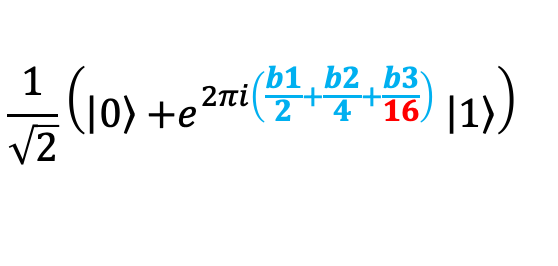 1/√2 (|0⟩ +e^2πi(b1/2+b2/4+b3/16) |1⟩)